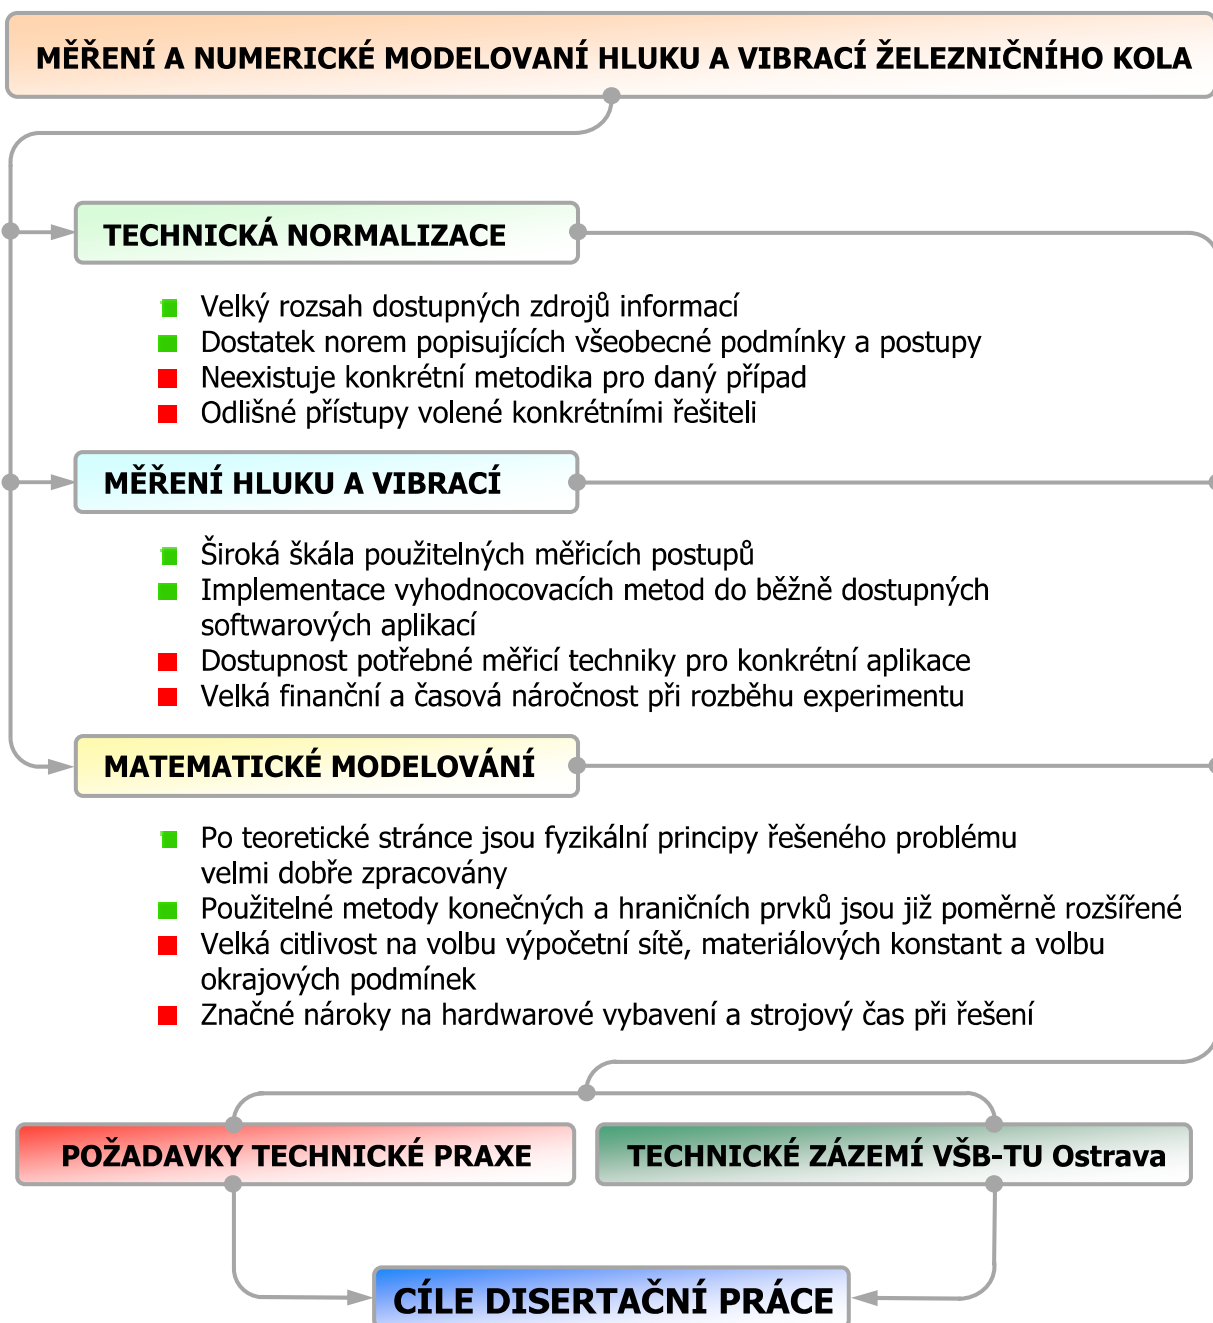 MĚŘENÍ A NUMERICKÉ MODELOVANÍ HLUKU A VIBRACÍ ŽELEZNIČNÍHO KOLA
TECHNICKÁ NORMALIZACE
Velký rozsah dostupných zdrojů informací
Dostatek norem popisujících všeobecné podmínky a postupy
Neexistuje konkrétní metodika pro daný případ
Odlišné přístupy volené konkrétními řešiteli
MĚŘENÍ HLUKU A VIBRACÍ
Široká škála použitelných měřicích postupů
Implementace vyhodnocovacích metod do běžně dostupných
softwarových aplikací
Dostupnost potřebné měřicí techniky pro konkrétní aplikace
Velká finanční a časová náročnost při rozběhu experimentu
MATEMATICKÉ MODELOVÁNÍ
Po teoretické stránce jsou fyzikální principy řešeného problému
velmi dobře zpracovány
Použitelné metody konečných a hraničních prvků jsou již poměrně rozšířené
Velká citlivost na volbu výpočetní sítě, materiálových konstant a volbu
okrajových podmínek
Značné nároky na hardwarové vybavení a strojový čas při řešení
POŽADAVKY TECHNICKÉ PRAXE
TECHNICKÉ ZÁZEMÍ VŠB-TU Ostrava
CÍLE DISERTAČNÍ PRÁCE